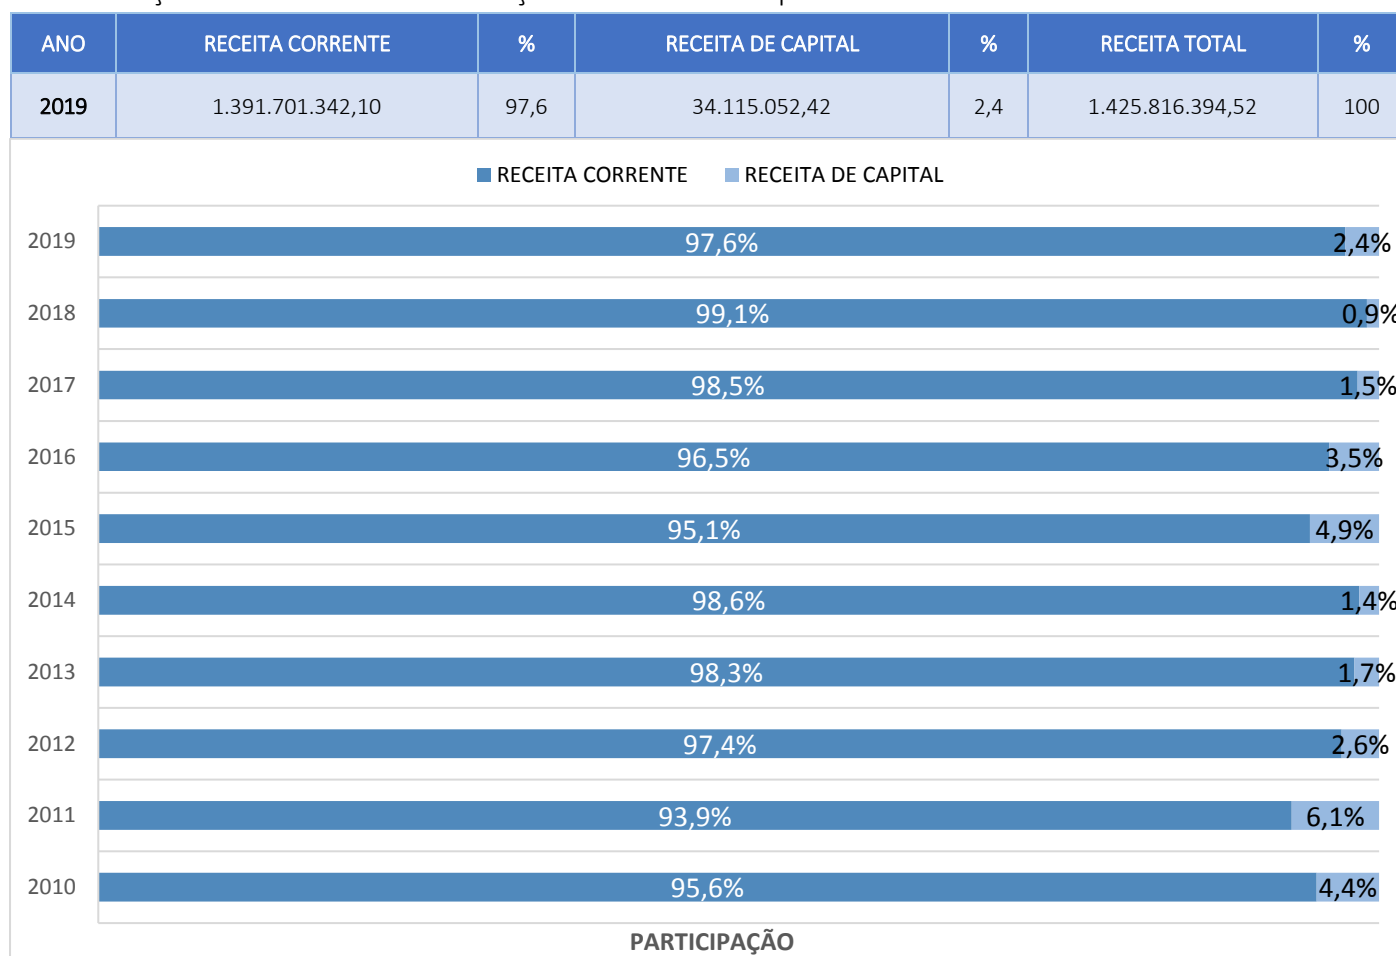 ANO RECEITA CORRENTE % RECEITA DE CAPITAL % RECEITA TOTAL %
2019 1.391.701.342,10 97,6 34.115.052,42 2,4 1.425.816.394,52 100
RECEITA CORRENTE RECEITA DE CAPITAL
2019 97,6% 2,4%
2018 99,1% 0,9%
2017 98,5% 1,5%
2016 96,5% 3,5%
2015 95,1% 4,9%
2014 98,6% 1,4%
2013 98,3% 1,7%
2012 97,4% 2,6%
2011 93,9% 6,1%
2010 95,6% 4,4%
PARTICIPAÇÃO